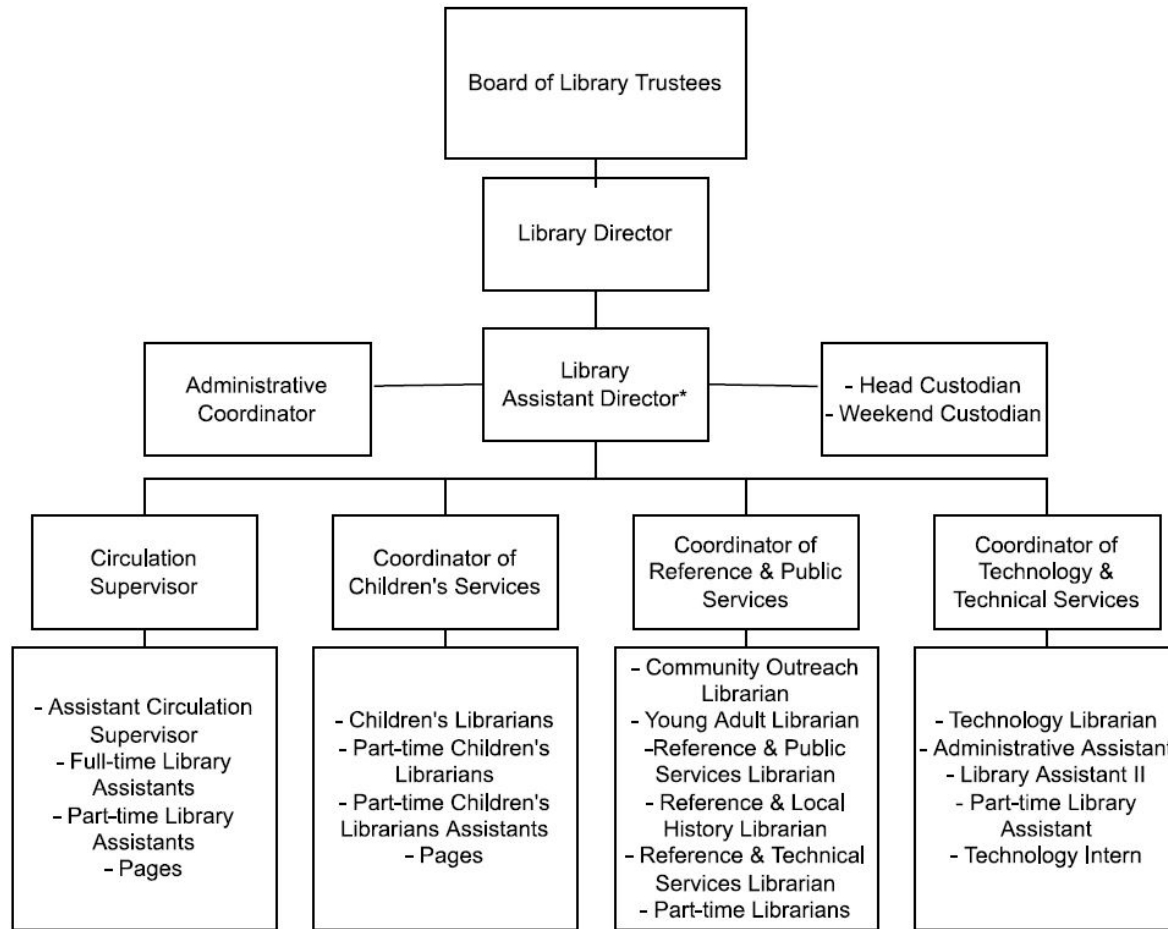 Board of Library Trustees
Library Director
Administrative
Coordinator
Library
Assistant Director*
- Head Custodian
- Weekend Custodian
Circulation
Supervisor
Coordinator of
Children's Services
Coordinator of
Reference & Public
Services
Coordinator of
Technology &
Technical Services
- Assistant Circulation
Supervisor
- Full-time Library
Assistants
- Part-time Library
Assistants
- Pages
- Children's Librarians
- Part-time Children's
Librarians
- Part-time Children's
Librarians Assistants
- Pages
- Community Outreach
Librarian
- Young Adult Librarian
-Reference & Public
Services Librarian
- Reference & Local
History Librarian
- Reference & Technical
Services Librarian
- Part-time Librarians
- Technology Librarian
- Administrative Assistant
- Library Assistant II
- Part-time Library
Assistant
- Technology Intern